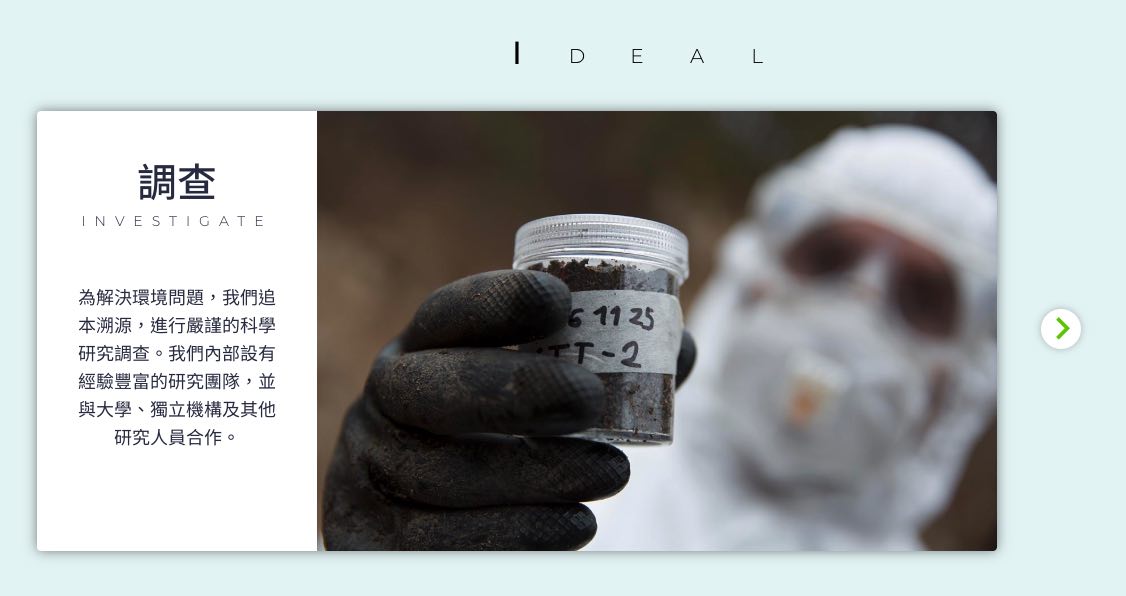 IDEAL
調查
INVESTIGATE
為解決環境問題，我們追
本溯源，進行嚴謹的科學
研究調查。我們內部設有
經驗豐富的研究團隊，並
與大學、獨立機構及其他
研究人員合作。
6 11 25
TT-2